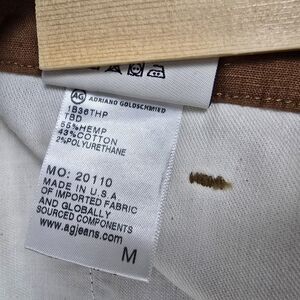 AG ADRIANO GOLDSCHMIED
1B36THP
TBD
55%HEMP
43%COTTON
2%POLYURETHANE
MO: 20110
MADE IN U.S.A
OF IMPORTED FABRIC
AND GLOBALLY
SOURCED COMPONENTS
www.agjeans.com
M